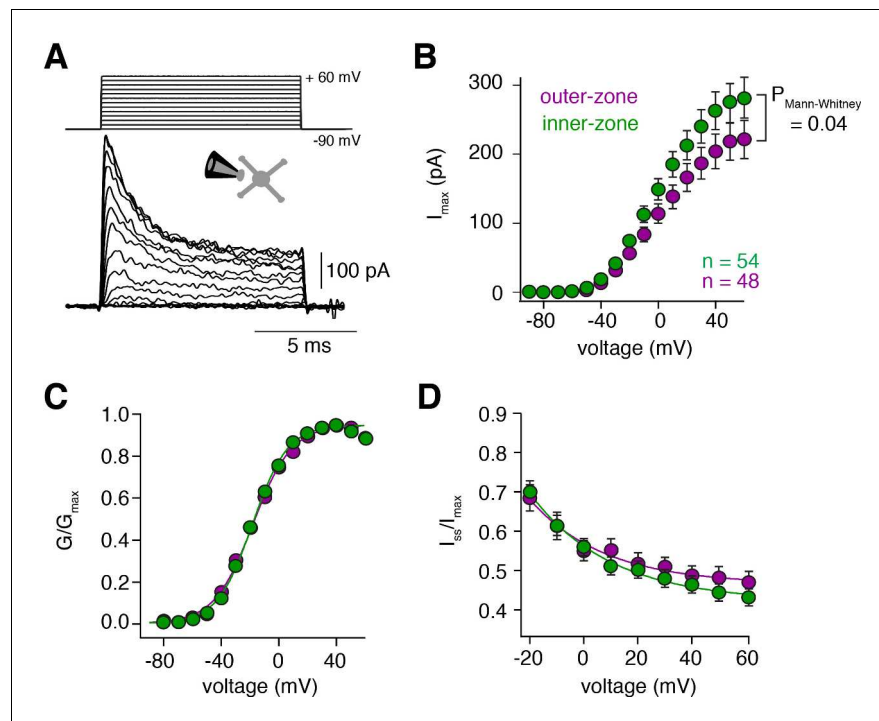 A
+ 60 mV
-90 mV
100 pA
5 ms
B
300
200
100
0
I max (pA)
outer-zone
inner-zone
P Mann-Whitney
= 0.04
n = 54
n = 48
-80 -40 0 40
voltage (mV)
C
1.0
0.8
0.6
0.4
0.2
0.0
G/G max
-80 -40 0 40
voltage (mV)
D
0.9
0.8
0.7
0.6
0.5
0.4
I ss/I max
-20 0 20 40 60
voltage (mV)